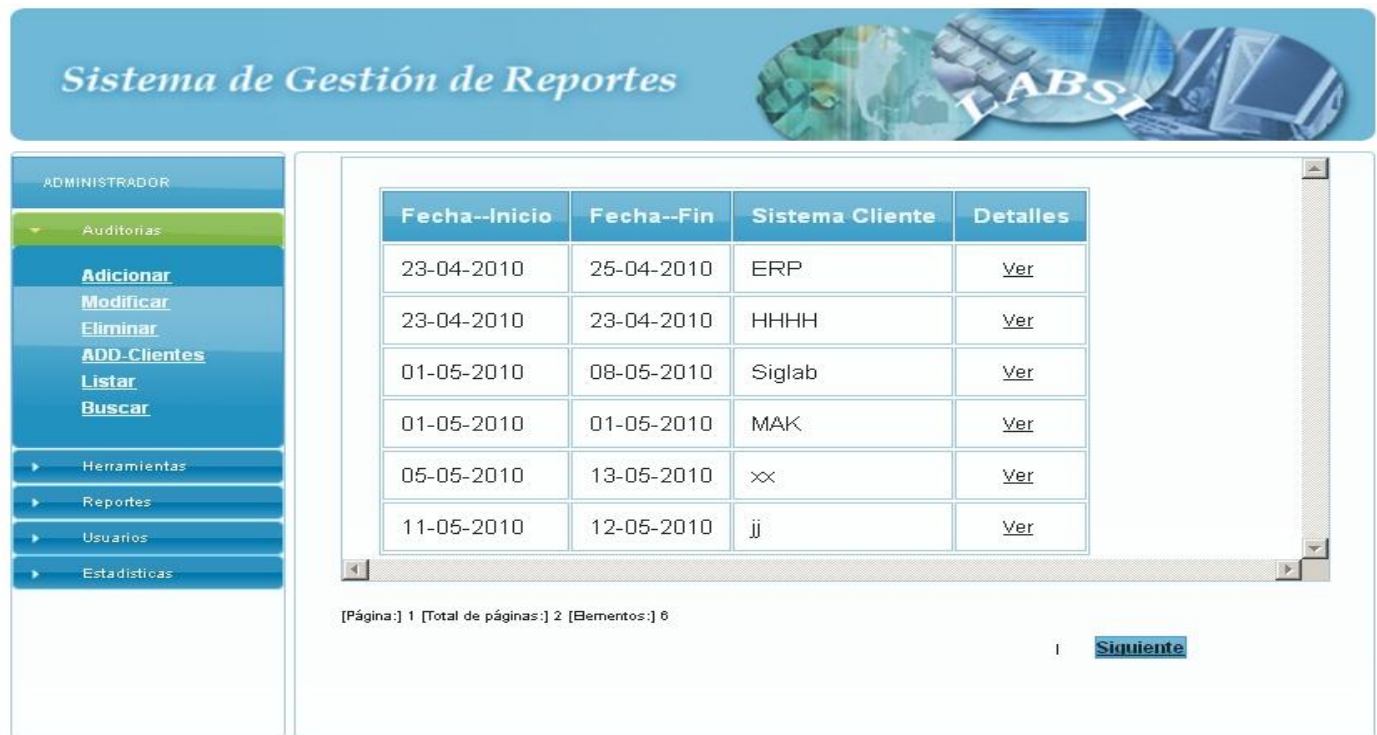 Sistema de Gestión de Reportes
LABSI
ADMINISTRADOR
Auditorias
Adicionar
Modificar
Eliminar
ADD-Clientes
Listar
Buscar
Herramientas
Reportes
Usuarios
Estadisticas
Fecha--Inicio Fecha--Fin Sistema Cliente Detalles
23-04-2010 25-04-2010 ERP Ver
23-04-2010 23-04-2010 HHHH Ver
01-05-2010 08-05-2010 Siglab Ver
01-05-2010 01-05-2010 MAK Ver
05-05-2010 13-05-2010 xx Ver
11-05-2010 12-05-2010 jj Ver
[Página:] 1 [Total de páginas:] 2 [Elementos:] 6
| Siguiente